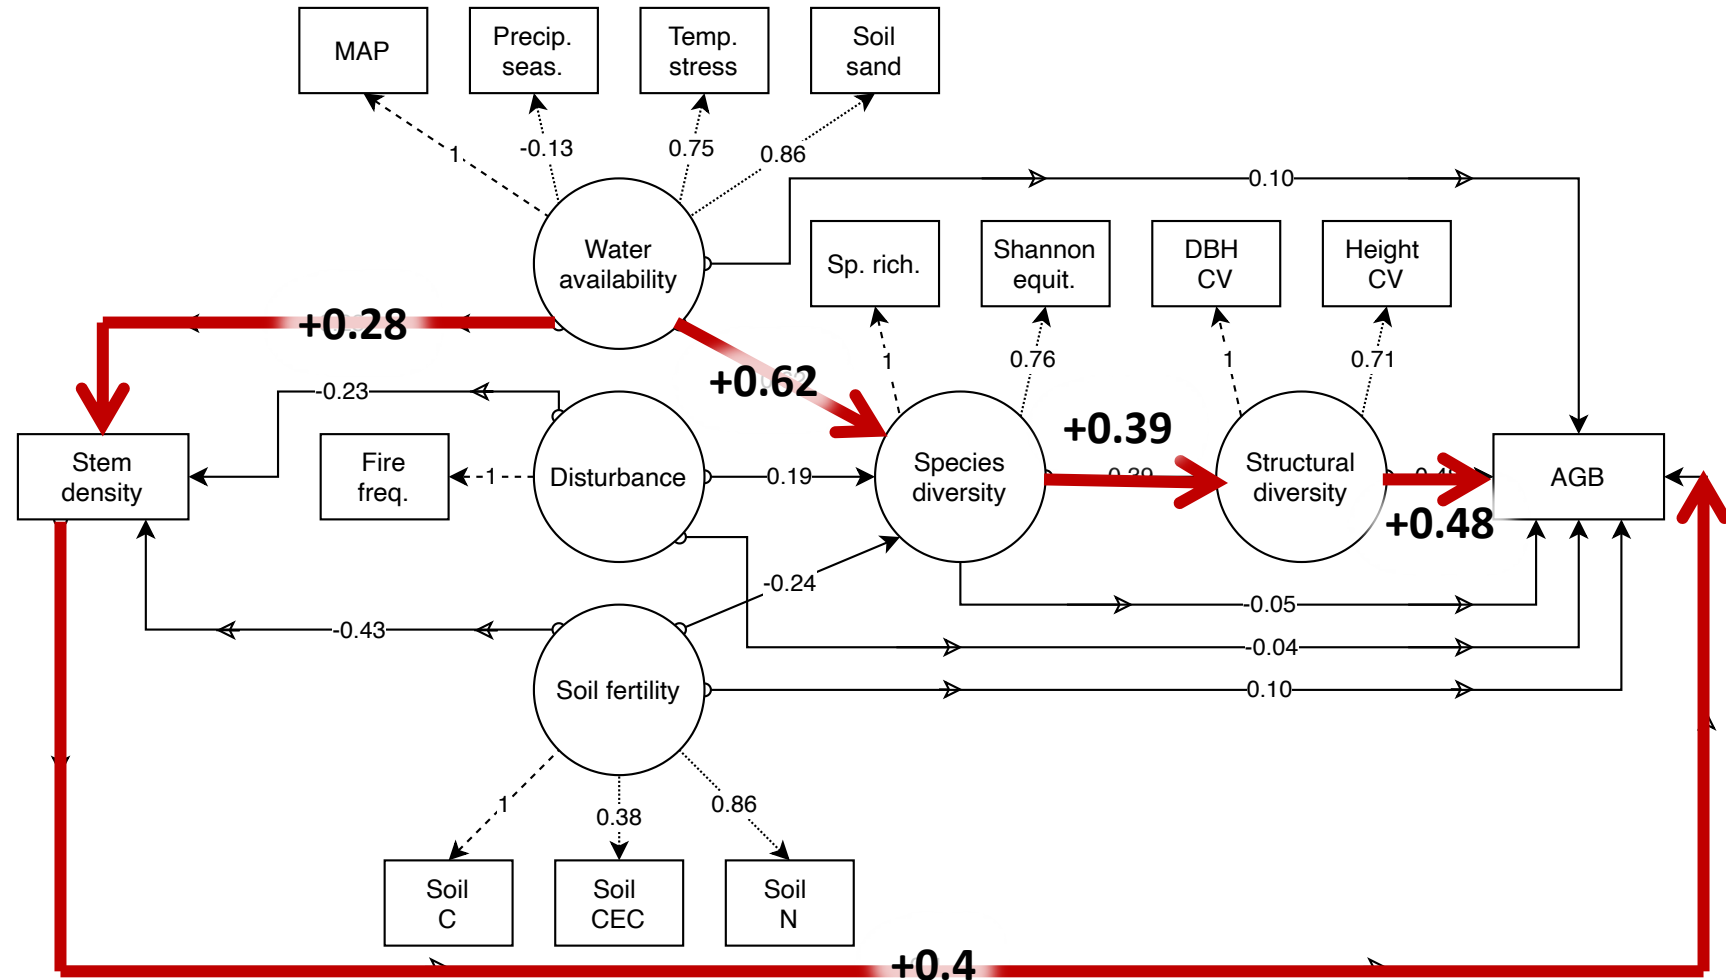 MAP
Precip.
seas.
Temp.
stress
Soil
sand
1
-0.13
0.75
0.86
0.10
Water
availability
Sp. rich.
Shannon
equit.
DBH
CV
Height
CV
+0.28
+0.62
1
0.76
1
0.71
-0.23
+0.39
Stem
density
Fire
freq.
1
Disturbance
0.19
Species
diversity
0.39
Structural
diversity
AGB
+0.48
-0.24
-0.05
-0.43
-0.04
Soil fertility
0.10
1
0.38
0.86
Soil
C
Soil
CEC
Soil
N
+0.4